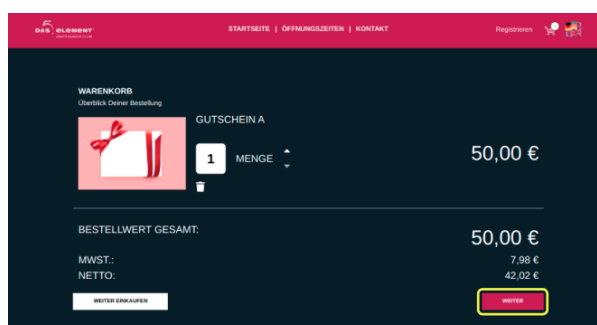 DAS 5 ELEMENT
STARTSEITE | ÖFFNUNGSZEITEN | KONTAKT
Registrieren
WARENKORB
Überblick Deiner Bestellung
GUTSCHEIN A
1 MENGE
50,00 €
BESTELLWERT GESAMT:
50,00 €
MWST.:
7,98 €
NETTO:
42,02 €
WEITER EINKAUFEN
WEITER